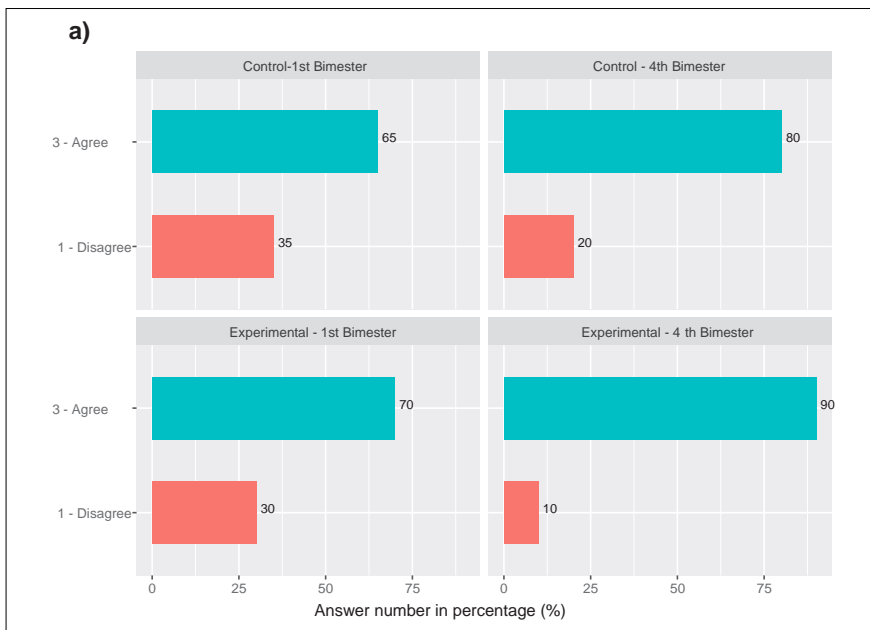 a)
Control-1st Bimester
Control - 4th Bimester
3 - Agree
65
80
1 - Disagree
35
20
Experimental - 1st Bimester
Experimental - 4 th Bimester
3 - Agree
70
90
1 - Disagree
30
10
0 25 50 75 0 25 50 75
Answer number in percentage (%)